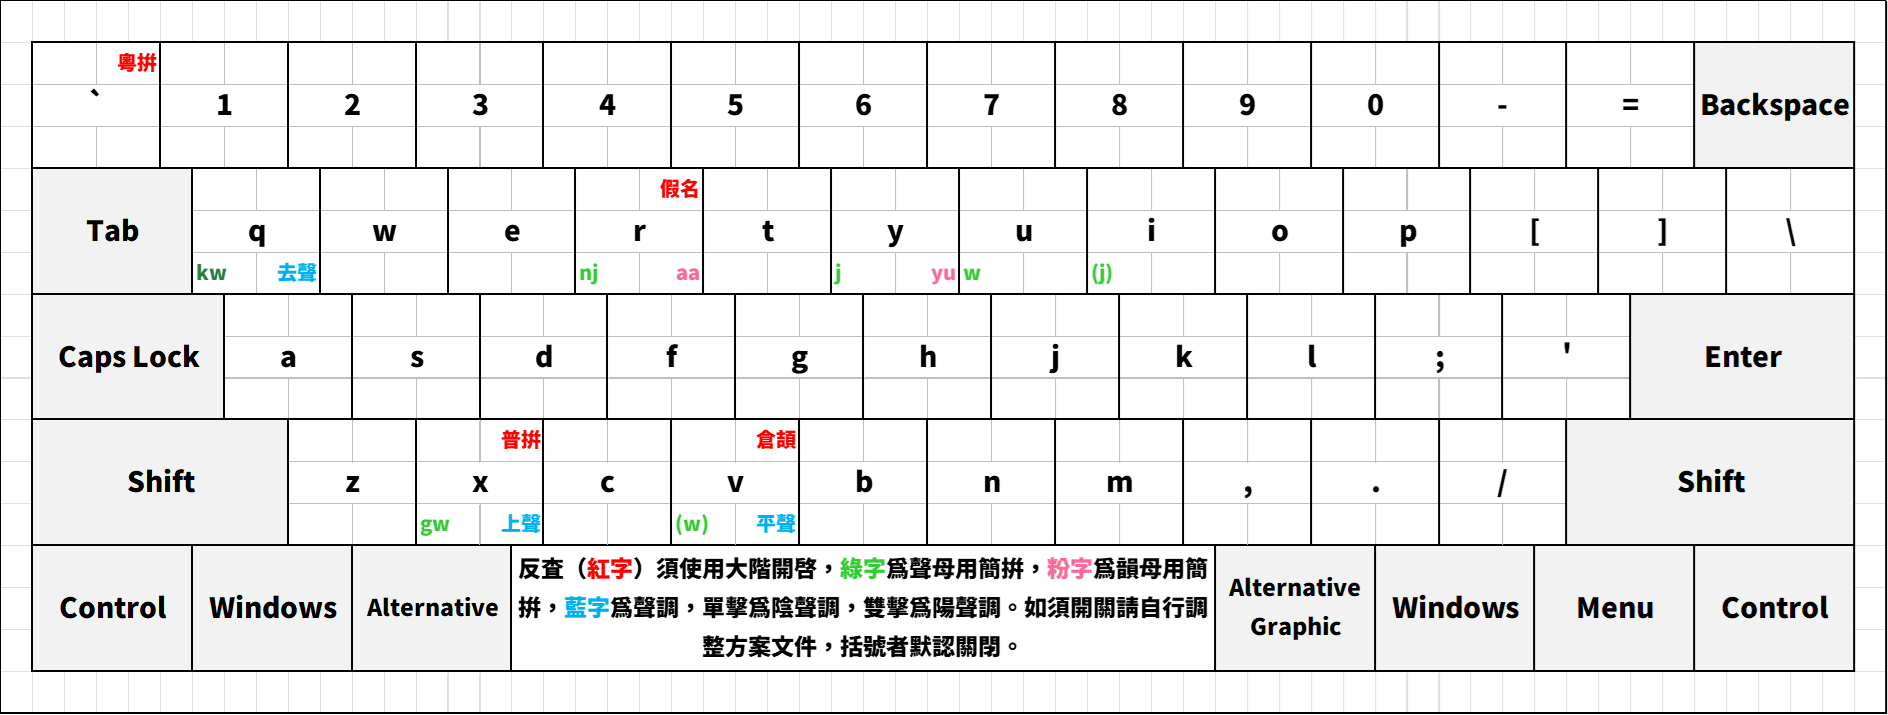 粵拼
` 1 2 3 4 5 6 7 8 9 0 - = Backspace
假名
Tab q w e r t y u i o p [ ] \
kw 去聲 nj aa j yu w (j)
Caps Lock a s d f g h j k l ; ' Enter
普拼 倉頡
Shift z x c v b n m , . / Shift
gw 上聲 (w) 平聲
Control Windows Alternative
反查（紅字）須使用大階開啓，綠字爲聲母用簡拼，粉字爲韻母用簡
拼，藍字爲聲調，單擊爲陰聲調，雙擊爲陽聲調。如須開關請自行調
整方案文件，括號者默認關閉。
Alternative
Graphic
Windows Menu Control